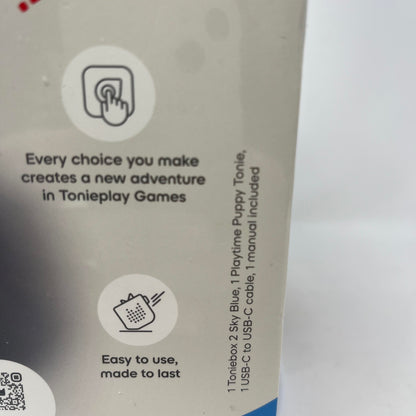 Every choice you make
creates a new adventure
in Tonieplay Games
Easy to use,
made to last
1 Toniebox 2 Sky Blue, 1 Playtime Puppy Tonie,
1 USB-C to USB-C cable, 1 manual included